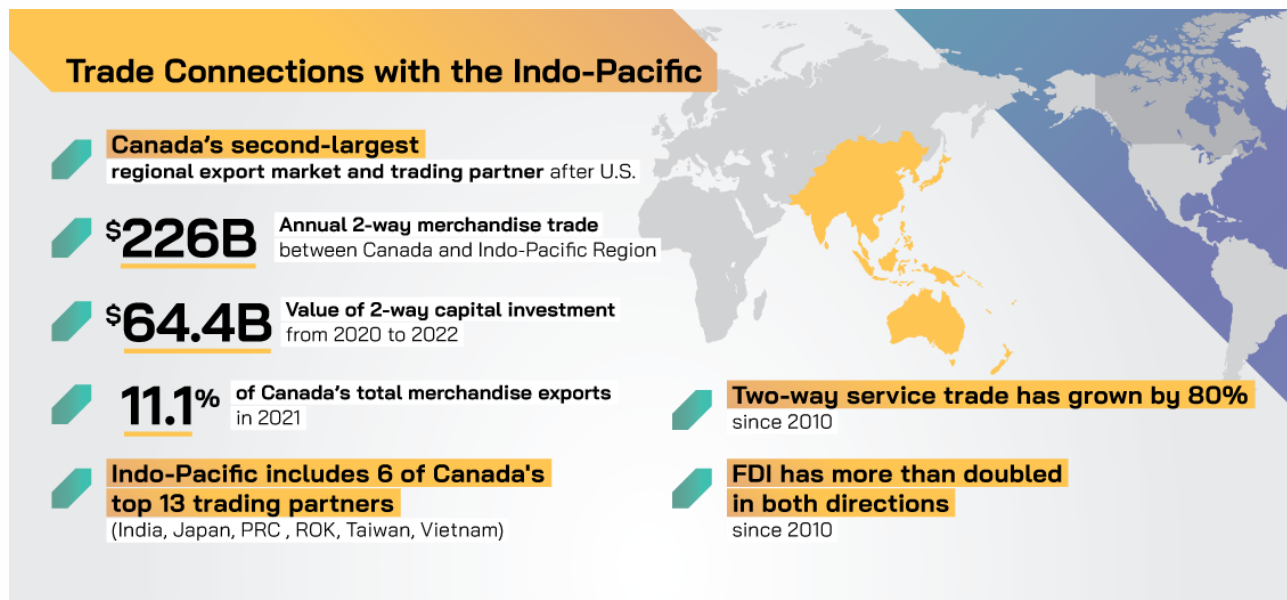 Trade Connections with the Indo-Pacific
Canada's second-largest
regional export market and trading partner after U.S.
$226B
Annual 2-way merchandise trade
between Canada and Indo-Pacific Region
$64.4B
Value of 2-way capital investment
from 2020 to 2022
11.1%
of Canada's total merchandise exports
in 2021
Indo-Pacific includes 6 of Canada's
top 13 trading partners
(India, Japan, PRC , ROK, Taiwan, Vietnam)
Two-way service trade has grown by 80%
since 2010
FDI has more than doubled
in both directions
since 2010